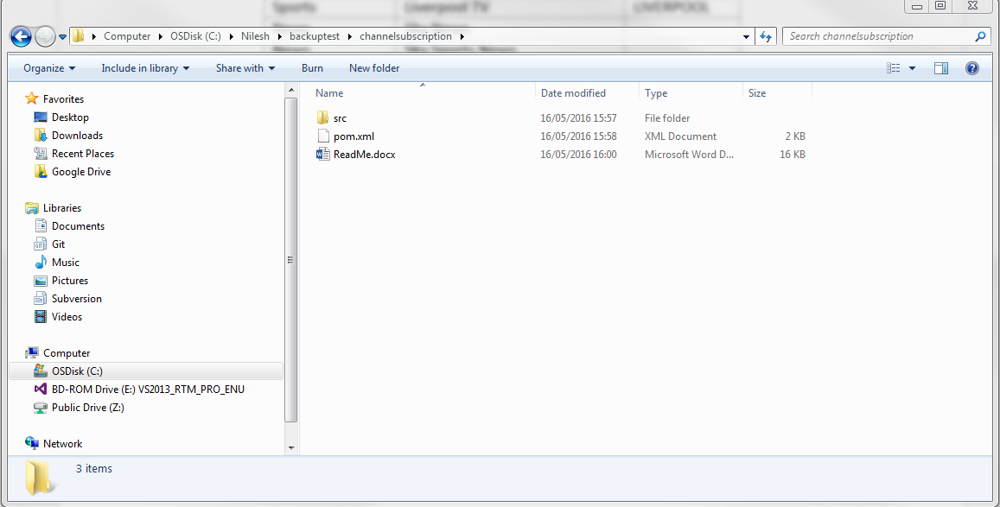 Sports Liverpool TV LIVERPOOL
News Sky Sports News
Computer OSDisk (C:) Nilesh backuptest channelsubscription
Search channelsubscription
Organize Include in library Share with Burn New folder
Favorites
Desktop
Downloads
Recent Places
Google Drive
Libraries
Documents
Git
Music
Pictures
Subversion
Videos
Computer
OSDisk (C:)
BD-ROM Drive (E:) VS2013_RTM_PRO_ENU
Public Drive (Z:)
Network
Name Date modified Type Size
src 16/05/2016 15:57 File folder
pom.xml 16/05/2016 15:58 XML Document 2 KB
ReadMe.docx 16/05/2016 16:00 Microsoft Word D... 16 KB
3 items